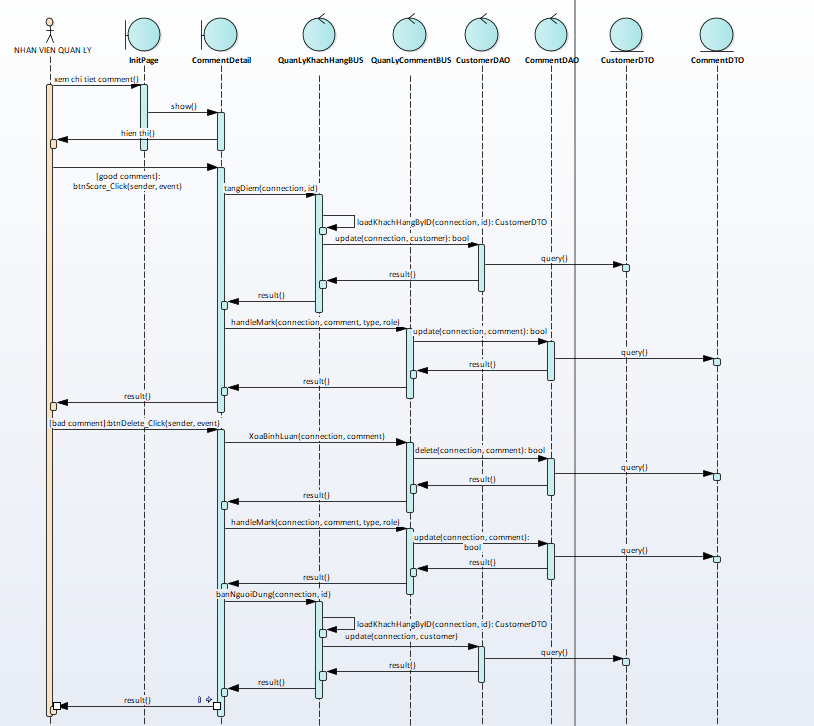 NHAN VIEN QUAN LY
InitPage
CommentDetail
QuanLyKhachHangBUS
QuanLyCommentBUS
CustomerDAO
CommentDAO
CustomerDTO
CommentDTO
xem chi tiet comment()
show()
hien thi()
[good comment]:
btnScore_Click(sender, event)
tangDiem(connection, id)
loadKhachHangByID(connection, id): CustomerDTO
update(connection, customer): bool
query()
result()
result()
handleMark(connection, comment, type, role)
update(connection, comment): bool
query()
result()
result()
result()
[bad comment]:btnDelete_Click(sender, event)
XoaBinhLuan(connection, comment)
delete(connection, comment): bool
query()
result()
result()
handleMark(connection, comment, type, role)
update(connection, comment):
bool
query()
result()
result()
banNguoiDung(connection, id)
loadKhachHangByID(connection, id): CustomerDTO
update(connection, customer)
query()
result()
result()
result()